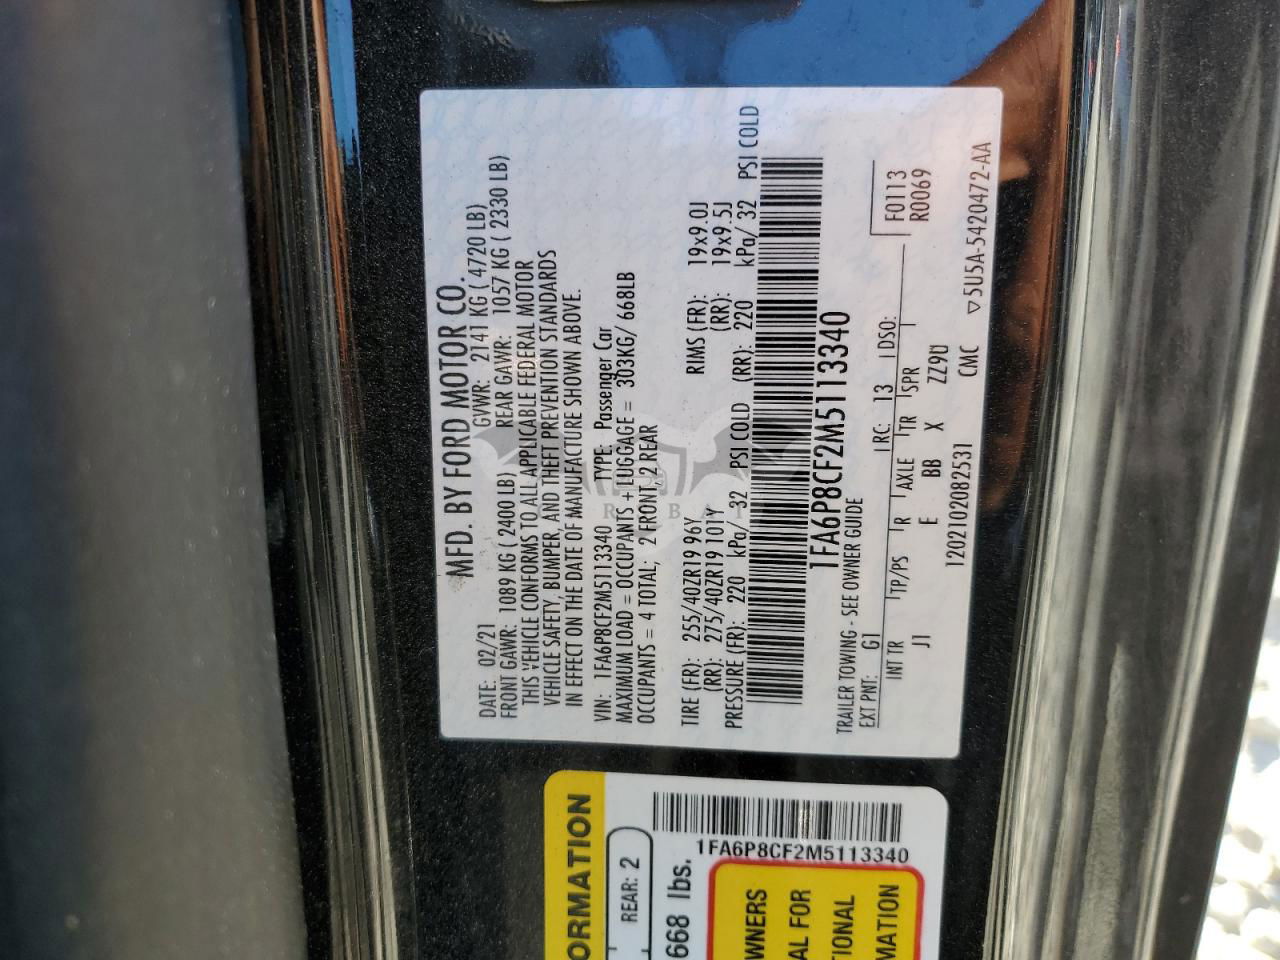 MFD. BY FORD MOTOR CO.
DATE: 02/21 GVWR: 2141 KG ( 4720 LB)
FRONT GAWR: 1089 KG ( 2400 LB) REAR GAWR: 1057 KG ( 2330 LB)
THIS VEHICLE CONFORMS TO ALL APPLICABLE FEDERAL MOTOR
VEHICLE SAFETY, BUMPER, AND THEFT PREVENTION STANDARDS
IN EFFECT ON THE DATE OF MANUFACTURE SHOWN ABOVE.
VIN: 1FA6P8CF2M5113340 TYPE: Passenger Car
MAXIMUM LOAD = OCCUPANTS + LUGGAGE = 303KG/ 668LB
OCCUPANTS = 4 TOTAL; 2 FRONT, 2 REAR
TIRE (FR): 255/40ZR19 96Y RIMS (FR): 19x9.0J
(RR): 275/40ZR19 101Y (RR): 19x9.5J
PRESSURE (FR): 220 kPa/ 32 PSI COLD (RR): 220 kPa/ 32 PSI COLD
1FA6P8CF2M5113340
TRAILER TOWING - SEE OWNER GUIDE
EXT PNT: G1 RC: 13 DSO: F0113
INT TR TP/PS R AXLE TR SPR R0069
J1 E BB X ZZ9U
120210208253 1 CMC ▽5U5A-5420472-AA
ORMATION
REAR: 2
668 lbs.
1FA6P8CF2M5113340
WNERS
AL FOR
TIONAL
MATION